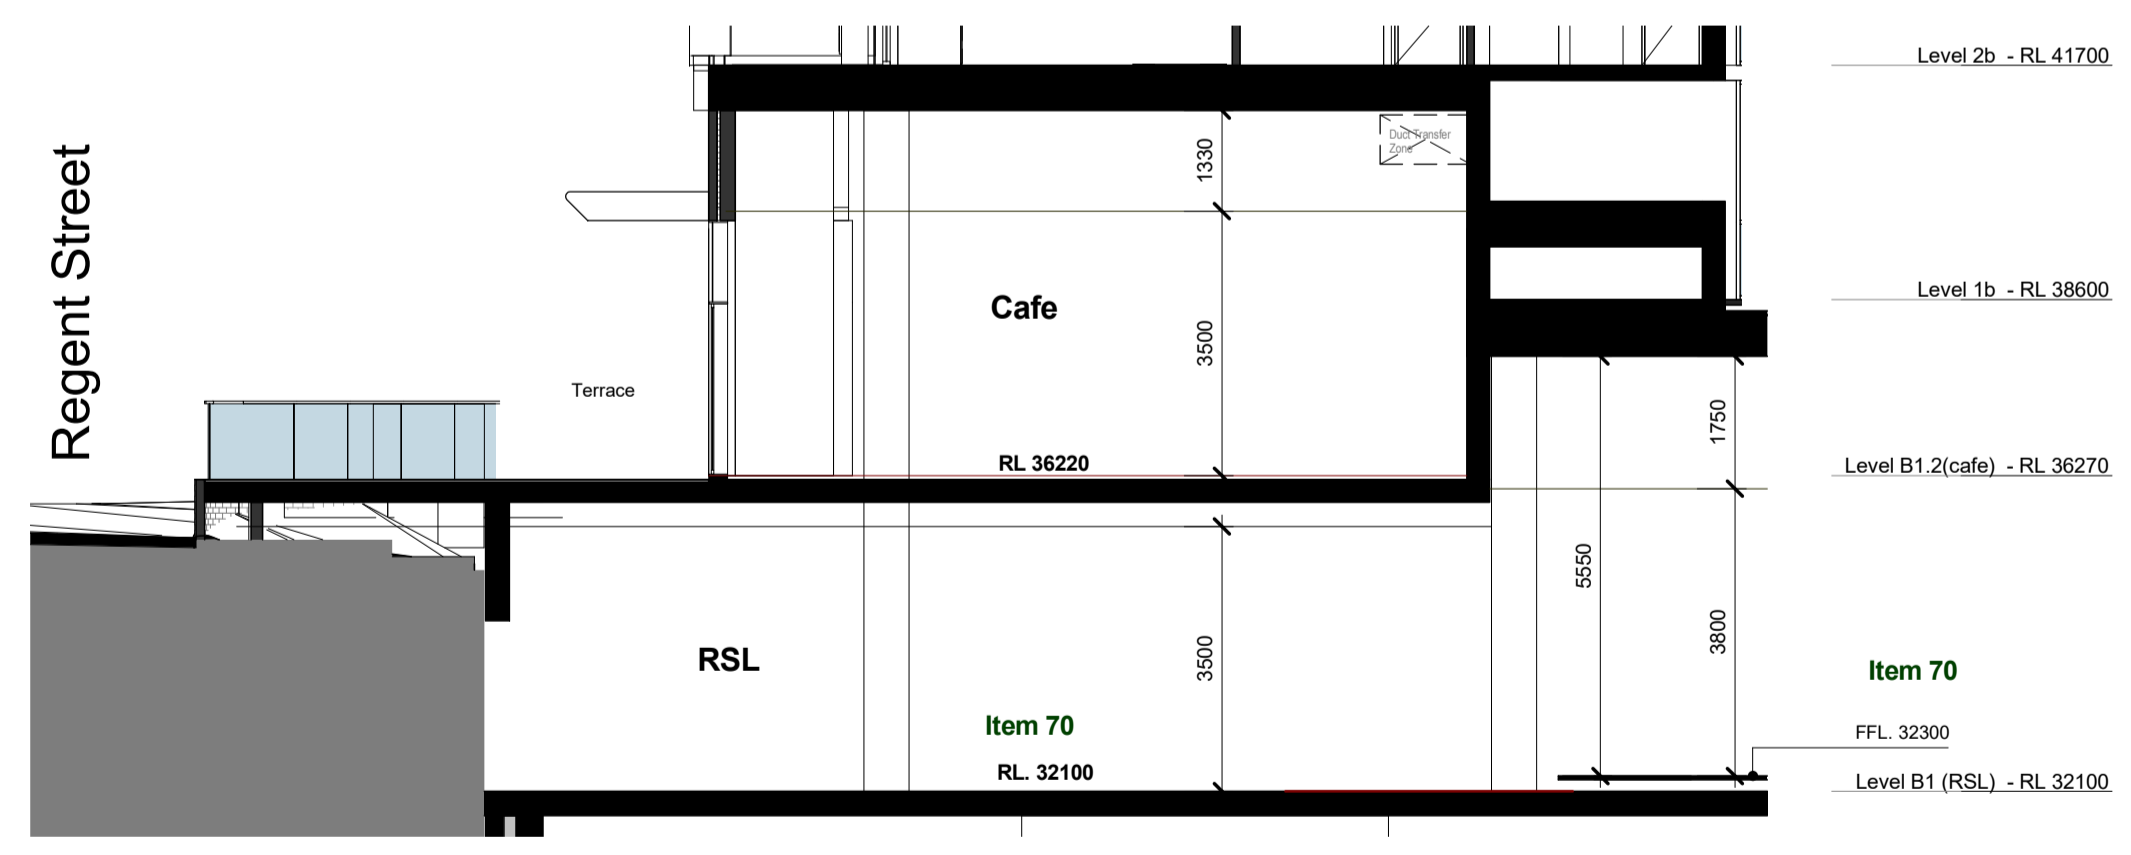 Level 2b - RL 41700
Duct Transfer
Zone
1330
Regent Street
Level 1b - RL 38600
Cafe
3500
Terrace
1750
RL 36220
Level B1.2(cafe) - RL 36270
5550
3800
RSL
3500
Item 70
Item 70
FFL. 32300
RL. 32100
Level B1 (RSL) - RL 32100